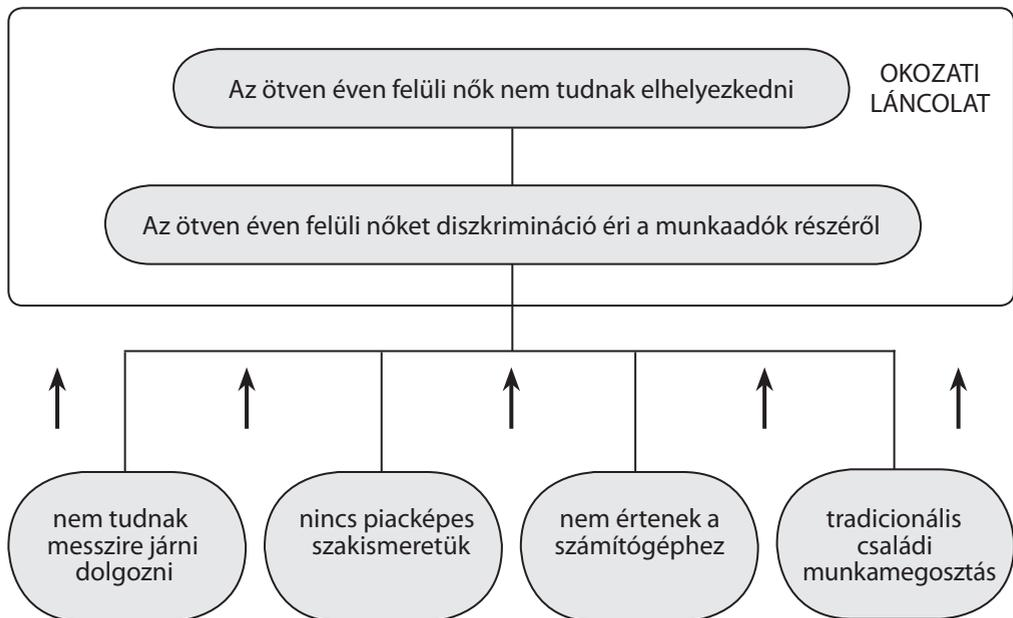 Az ötven éven felüli nők nem tudnak elhelyezkedni
OKOZATI
LÁNCOLAT
Az ötven éven felüli nőket diszkrimináció éri a munkaadók részéről
nem tudnak
messzire járni
dolgozni
nincs piacképes
szakismeretük
nem értenek a
számítógéphez
tradicionális
családi
munkamegosztás